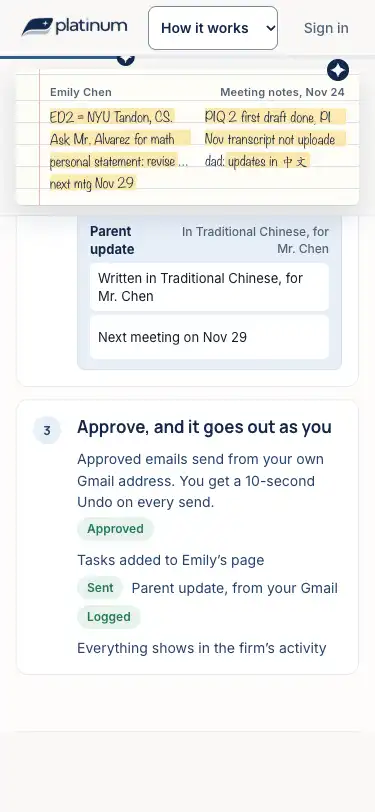 platinum
How it works
Sign in
Emily Chen
Meeting notes, Nov 24
ED2 = NYU Tandon, CS.
Ask Mr. Alvarez for math
personal statement: revise ...
next mtg Nov 29
PIQ 2 first draft done, PI
Nov transcript not uploade
dad: updates in 中文
Parent update
In Traditional Chinese, for Mr. Chen
Written in Traditional Chinese, for
Mr. Chen
Next meeting on Nov 29
3
Approve, and it goes out as you
Approved emails send from your own
Gmail address. You get a 10-second
Undo on every send.
Approved
Tasks added to Emily’s page
Sent
Parent update, from your Gmail
Logged
Everything shows in the firm’s activity